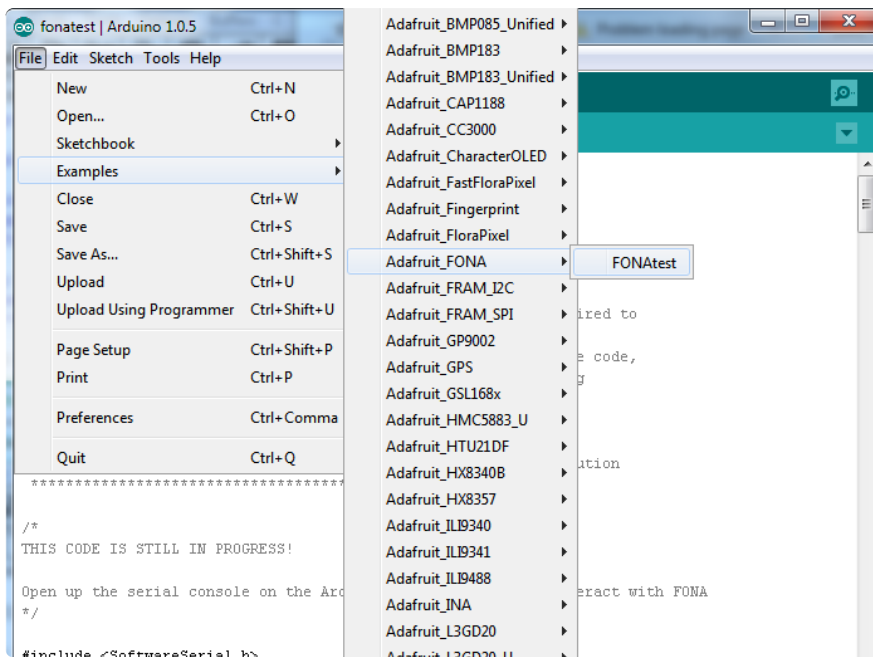 fonatest | Arduino 1.0.5
File Edit Sketch Tools Help
New Ctrl+N
Open... Ctrl+O
Sketchbook
Examples
Close Ctrl+W
Save Ctrl+S
Save As... Ctrl+Shift+S
Upload Ctrl+U
Upload Using Programmer Ctrl+Shift+U
Page Setup Ctrl+Shift+P
Print Ctrl+P
Preferences Ctrl+Comma
Quit Ctrl+Q
Adafruit_BMP085_Unified
Adafruit_BMP183
Adafruit_BMP183_Unified
Adafruit_CAP1188
Adafruit_CC3000
Adafruit_CharacterOLED
Adafruit_FastFloraPixel
Adafruit_Fingerprint
Adafruit_FloraPixel
Adafruit_FONA
Adafruit_FRAM_I2C
Adafruit_FRAM_SPI
Adafruit_GP9002
Adafruit_GPS
Adafruit_GSL168x
Adafruit_HMC5883_U
Adafruit_HTU21DF
Adafruit_HX8340B
Adafruit_HX8357
Adafruit_ILI9340
Adafruit_ILI9341
Adafruit_ILI9488
Adafruit_INA
Adafruit_L3GD20
Adafruit_L3GD20_U
FONAtest
ired to
e code,
g
ution
************************************
/*
THIS CODE IS STILL IN PROGRESS!
Open up the serial console on the Ard eract with FONA
*/
#include <SoftwareSerial.h>